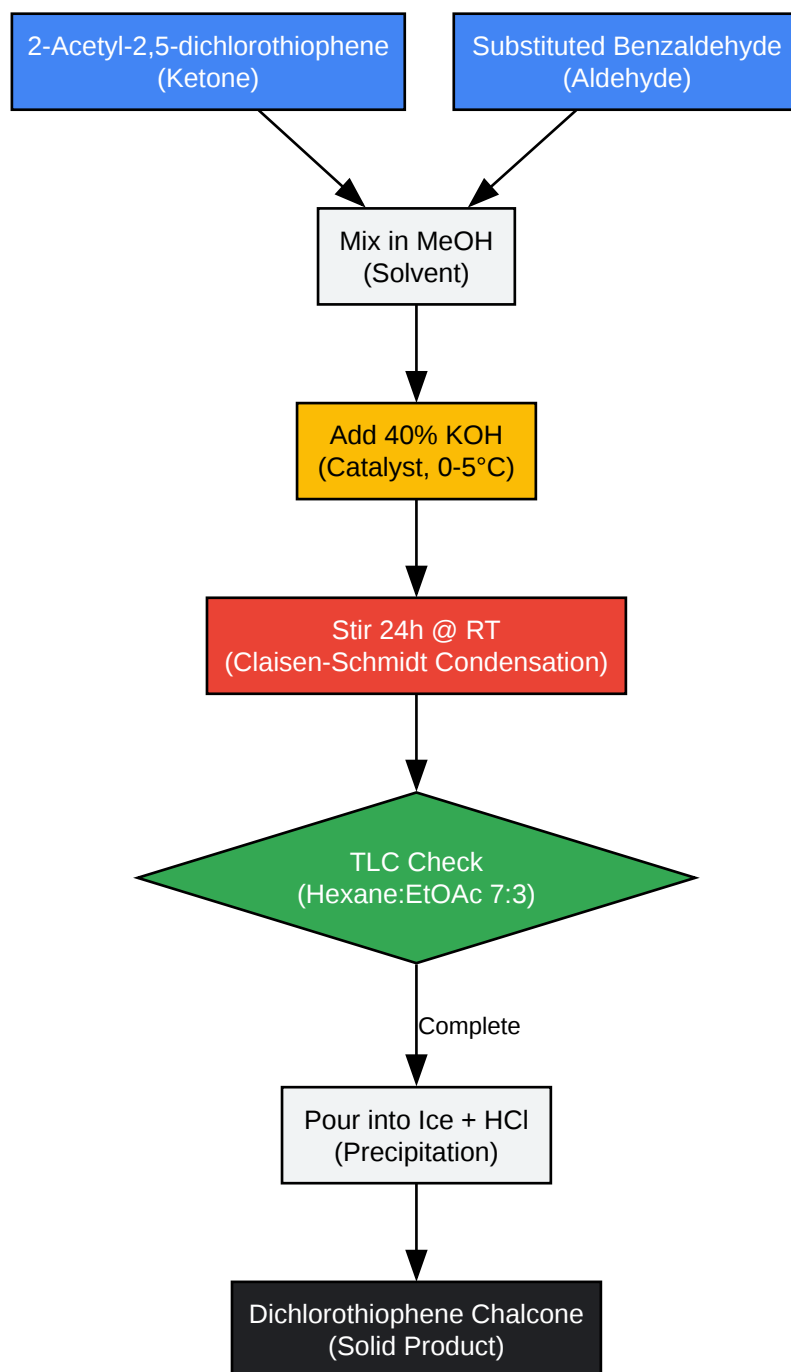 2-Acetyl-2,5-dichlorothiophene
(Ketone)
Substituted Benzaldehyde
(Aldehyde)
Mix in MeOH
(Solvent)
Add 40% KOH
(Catalyst, 0-5°C)
Stir 24h @ RT
(Claisen-Schmidt Condensation)
TLC Check
(Hexane:EtOAc 7:3)
Complete
Pour into Ice + HCl
(Precipitation)
Dichlorothiophene Chalcone
(Solid Product)